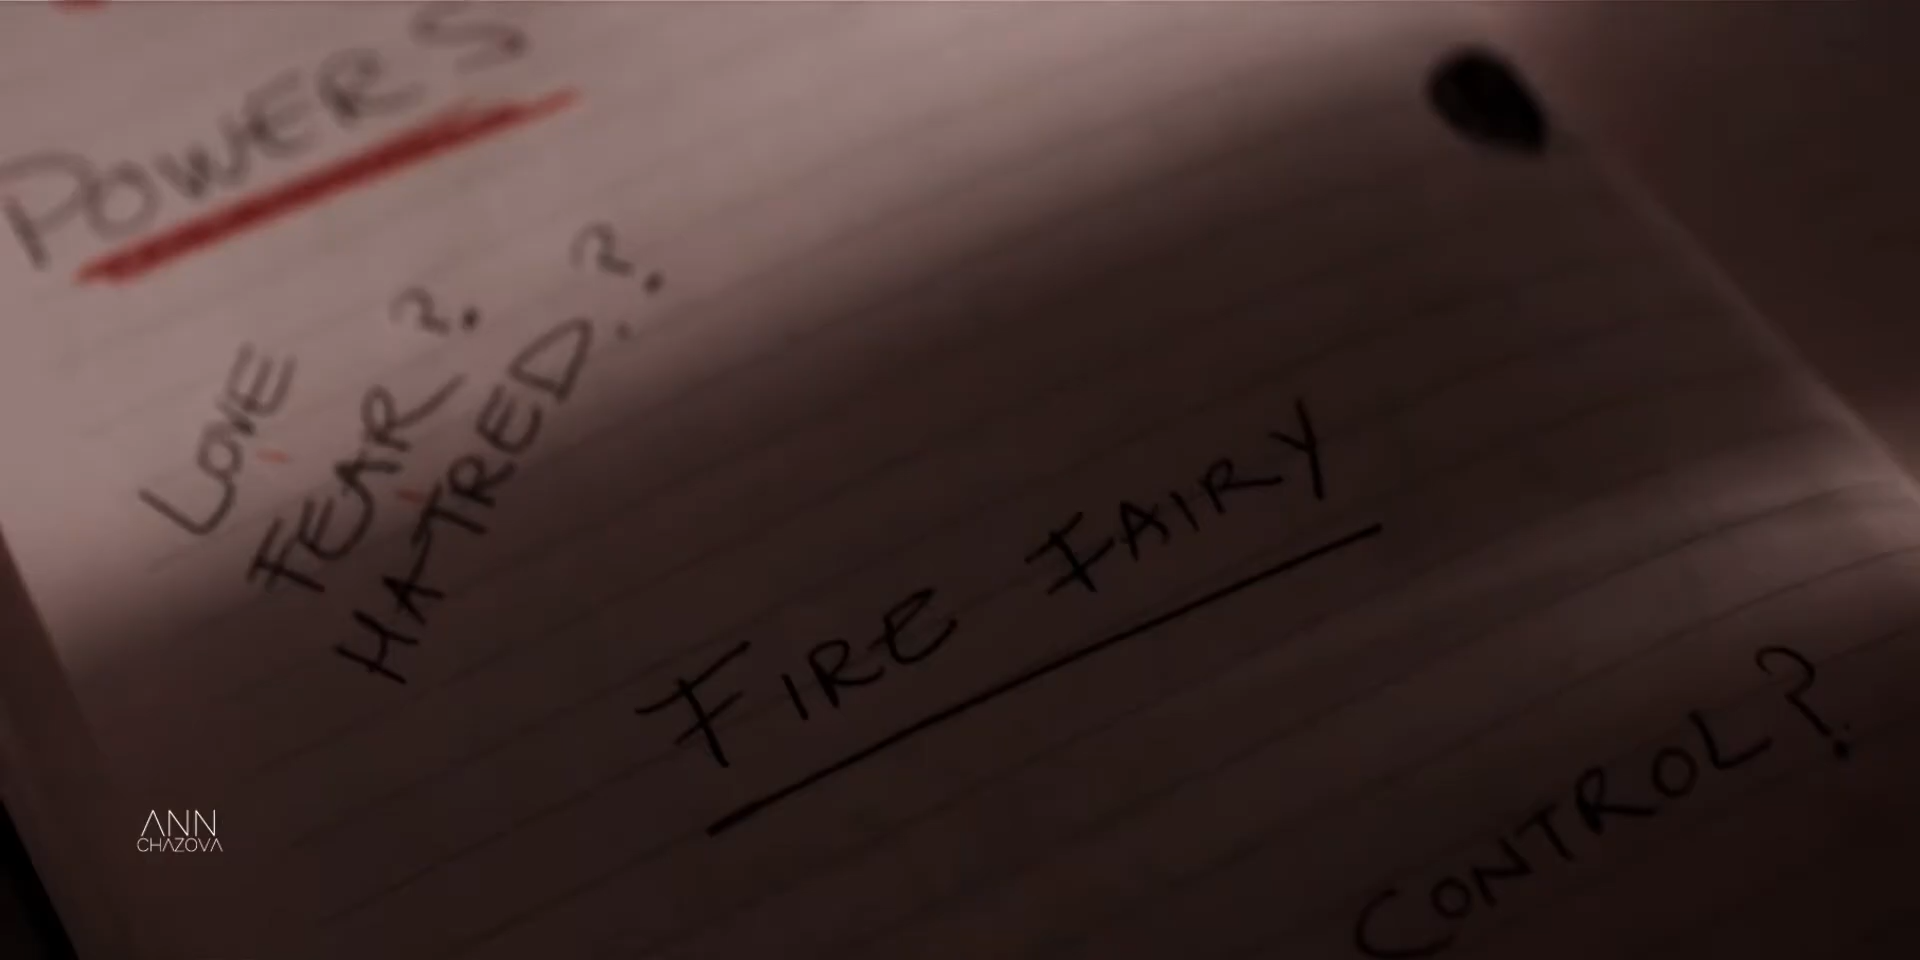 POWERS
LOVE
FEAR??
HATRED??
FIRE FAIRY
CONTROL?
ANN
CHAZOVA